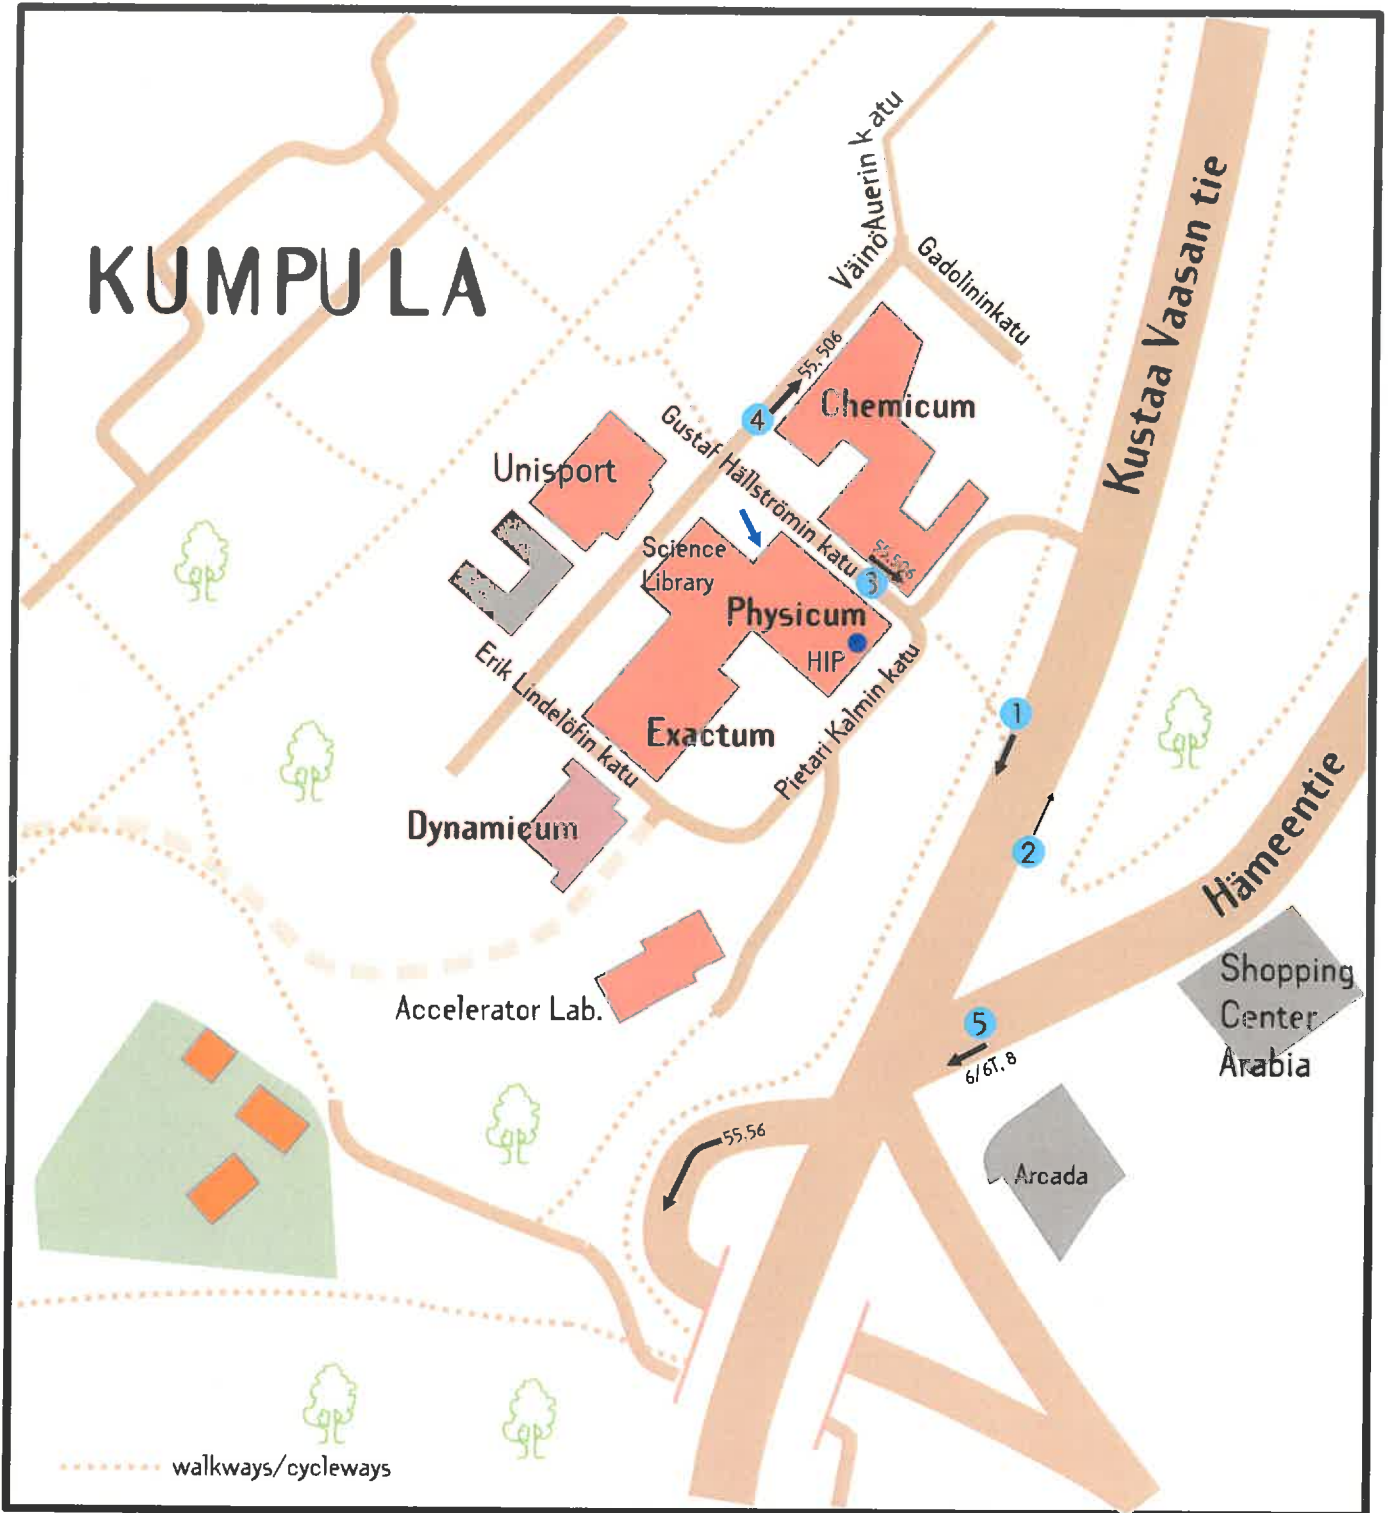 KUMPULA
Väinö Auerin katu
Gadolininkatu
Kustaa Vaasan tie
55, 506
4
Chemicum
Gustaf Hällströmin katu
Unisport
Science
Library
55, 506
3
Physicum
HIP
Erik Lindelöfin katu
Exactum
Pietari Kalmin katu
1
Dynamicum
2
Hämeentie
Accelerator Lab.
Shopping
Center
Arabia
5
6/6T, 8
55,56
Arcada
walkways/cycleways